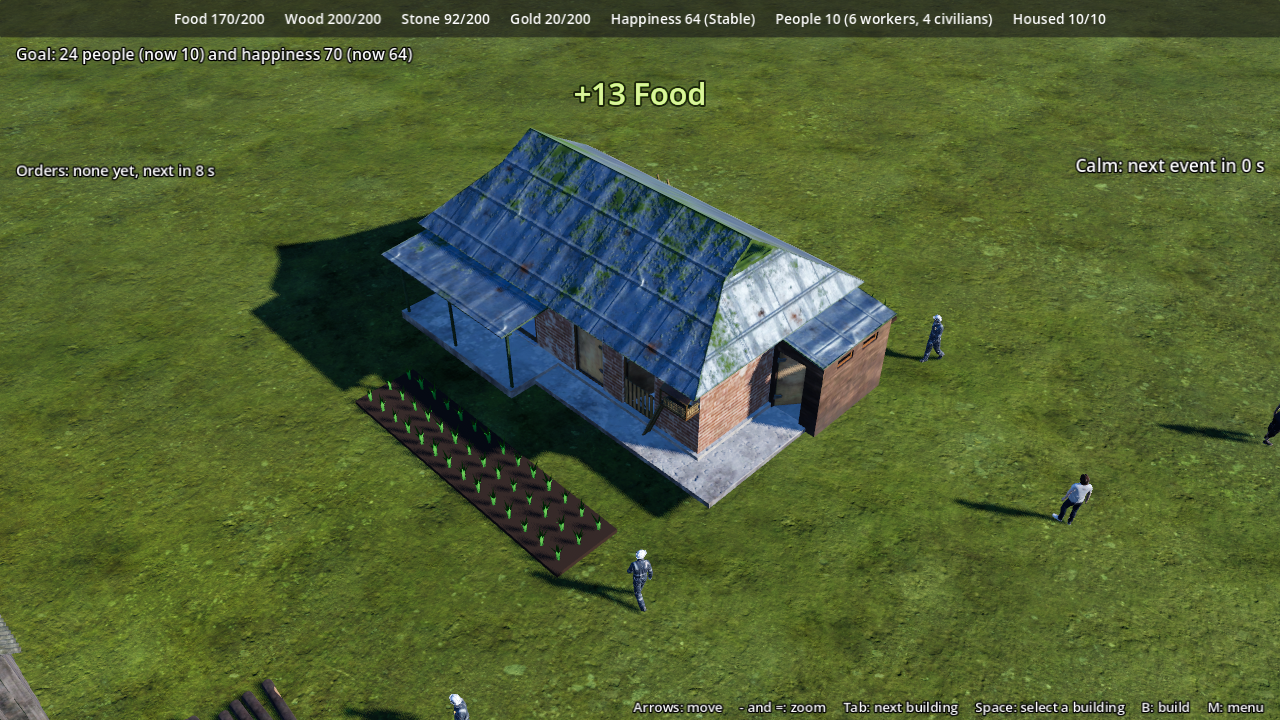 Food 170/200 Wood 200/200 Stone 92/200 Gold 20/200 Happiness 64 (Stable) People 10 (6 workers, 4 civilians) Housed 10/10
Goal: 24 people (now 10) and happiness 70 (now 64)
+13 Food
Orders: none yet, next in 8 s
Calm: next event in 0 s
Arrows: move - and =: zoom Tab: next building Space: select a building B: build M: menu